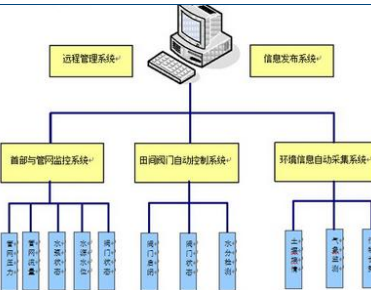 远程管理系统
信息发布系统
首部与管网监控系统
田间阀门自动控制系统
环境信息自动采集系统
管网压力
管网流量
水泵状态
水源水位
阀门状态
阀门启闭
阀门状态
水分检测
土壤墒情
气象监测